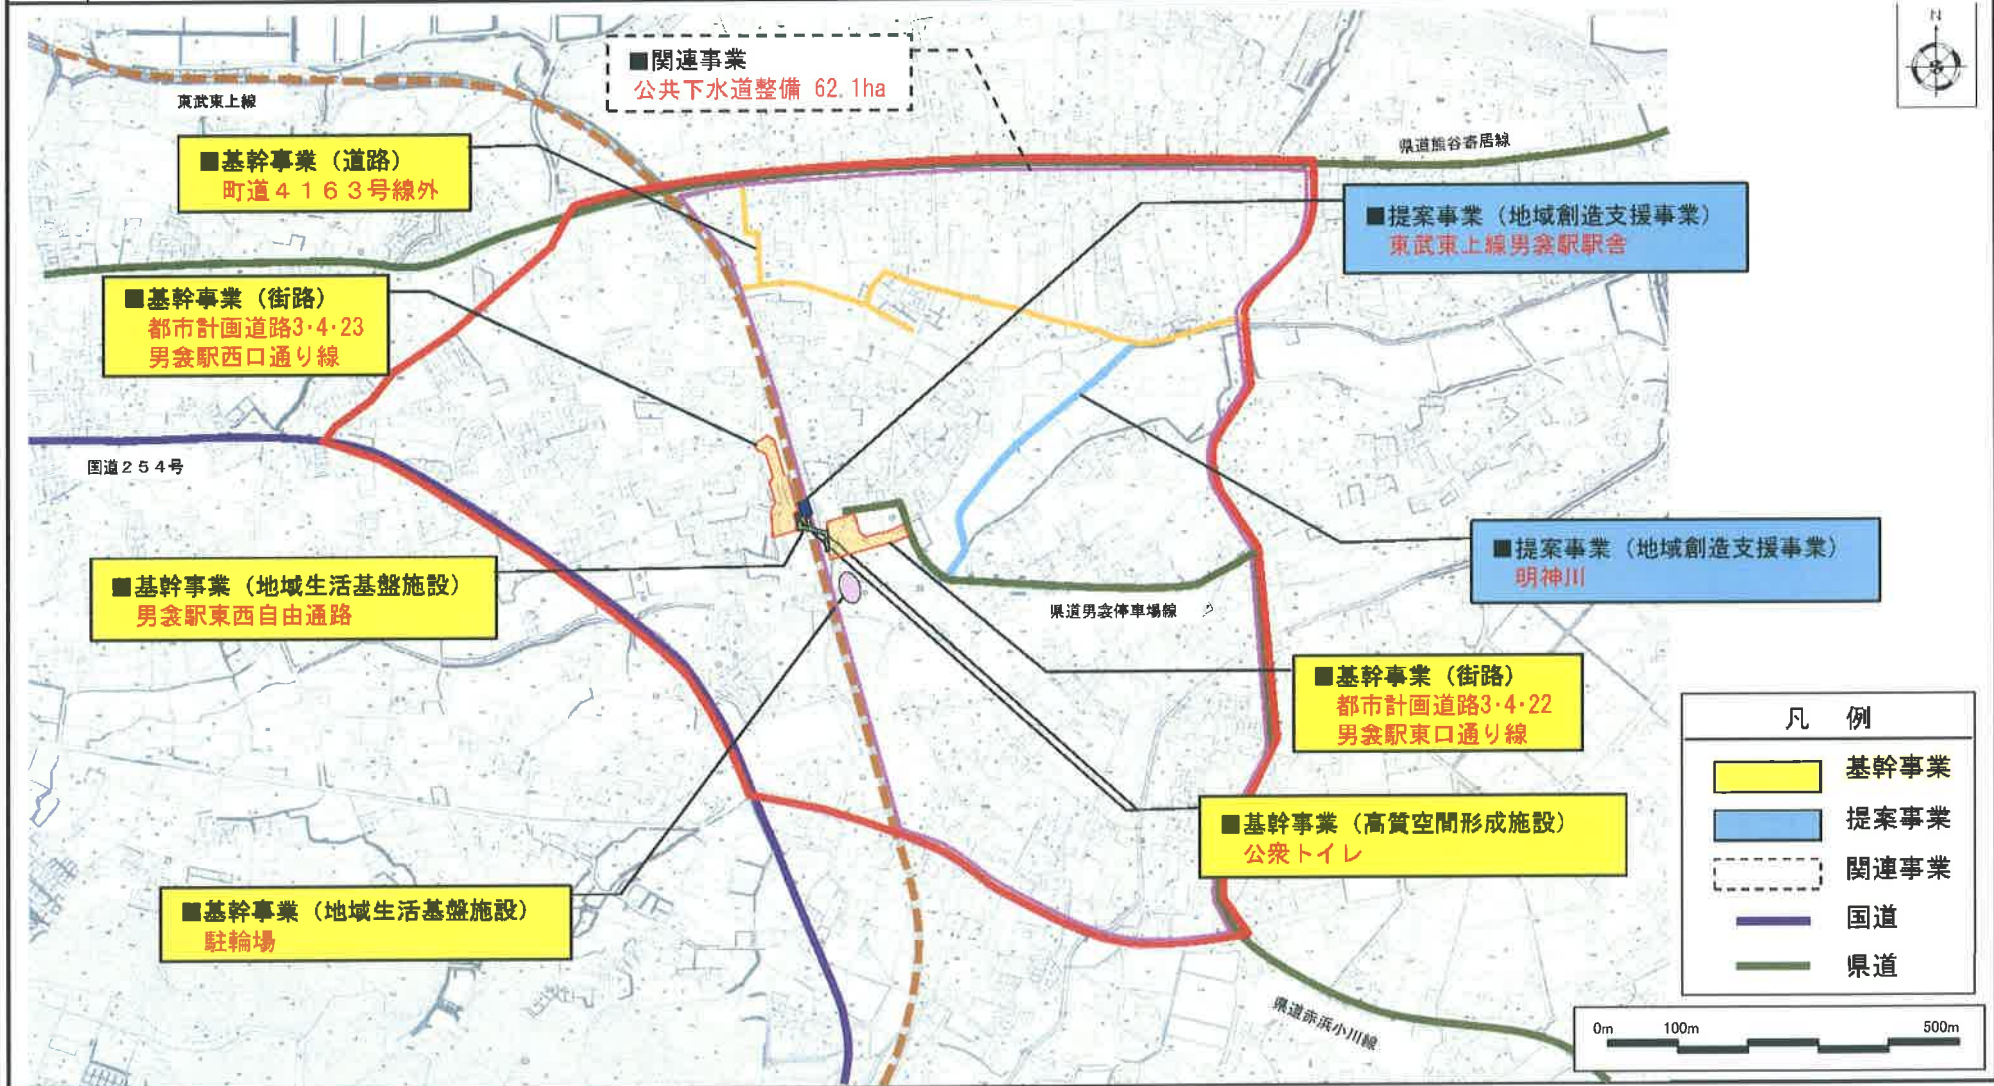 N
■関連事業
公共下水道整備 62.1ha
東武東上線
■基幹事業（道路）
町道４１６３号線外
県道熊谷寄居線
■提案事業（地域創造支援事業）
東武東上線男衾駅駅舎
■基幹事業（街路）
都市計画道路3・4・23
男衾駅西口通り線
国道２５４号
■提案事業（地域創造支援事業）
明神川
■基幹事業（地域生活基盤施設）
男衾駅東西自由通路
県道男衾停車場線
■基幹事業（街路）
都市計画道路3・4・22
男衾駅東口通り線
凡 例
基幹事業
提案事業
関連事業
国道
県道
■基幹事業（高質空間形成施設）
公衆トイレ
■基幹事業（地域生活基盤施設）
駐輪場
県道赤浜小川線
0m 100m 500m